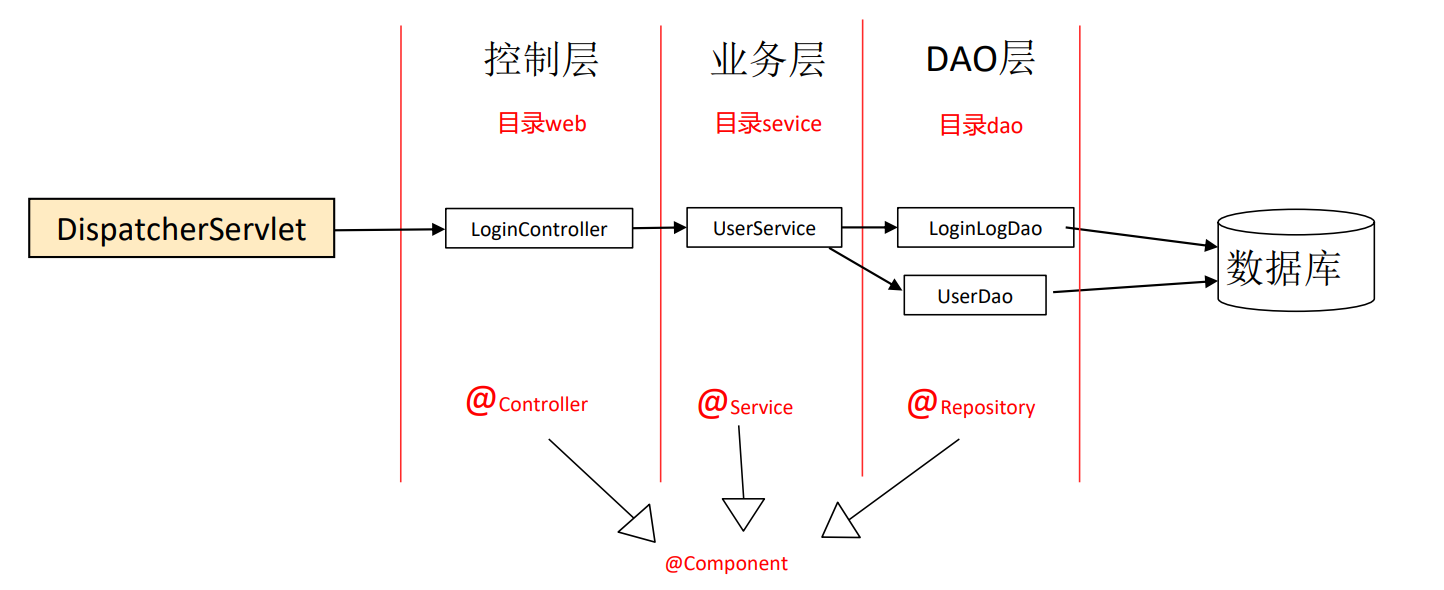 控制层
业务层
DAO层
目录web
目录sevice
目录dao
DispatcherServlet
LoginController
UserService
LoginLogDao
UserDao
数据库
@Controller
@Service
@Repository
@Component